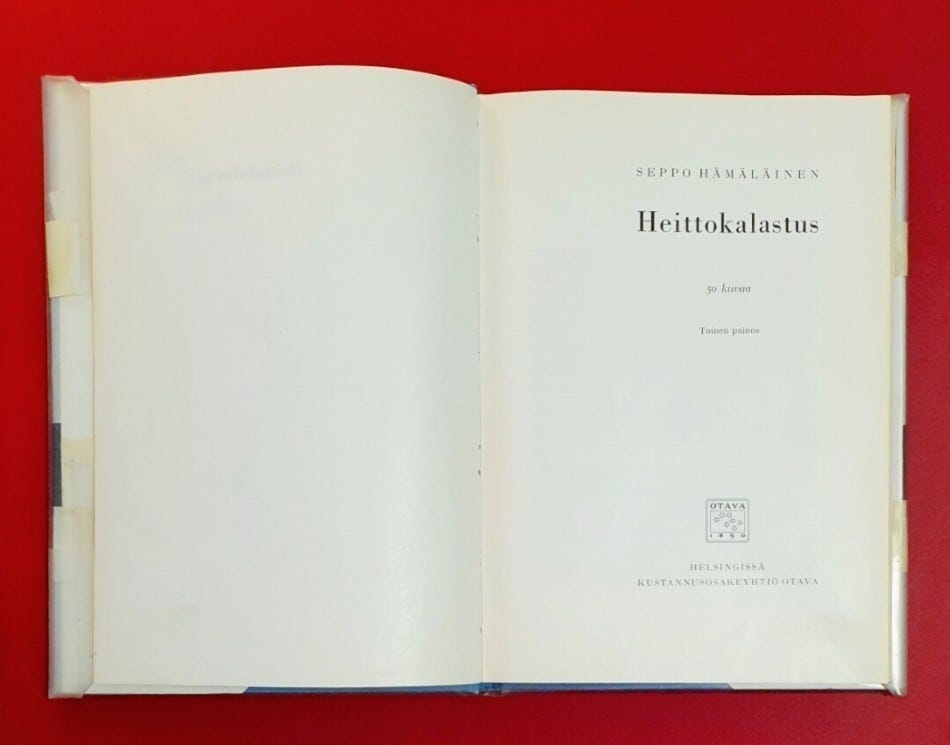 SEPPO HÄMÄLÄINEN
Heittokalastus
50 kuvaa
Toinen painos
OTAVA
1890
HELSINGISSÄ
KUSTANNUSOSAKEYHTIÖ OTAVA